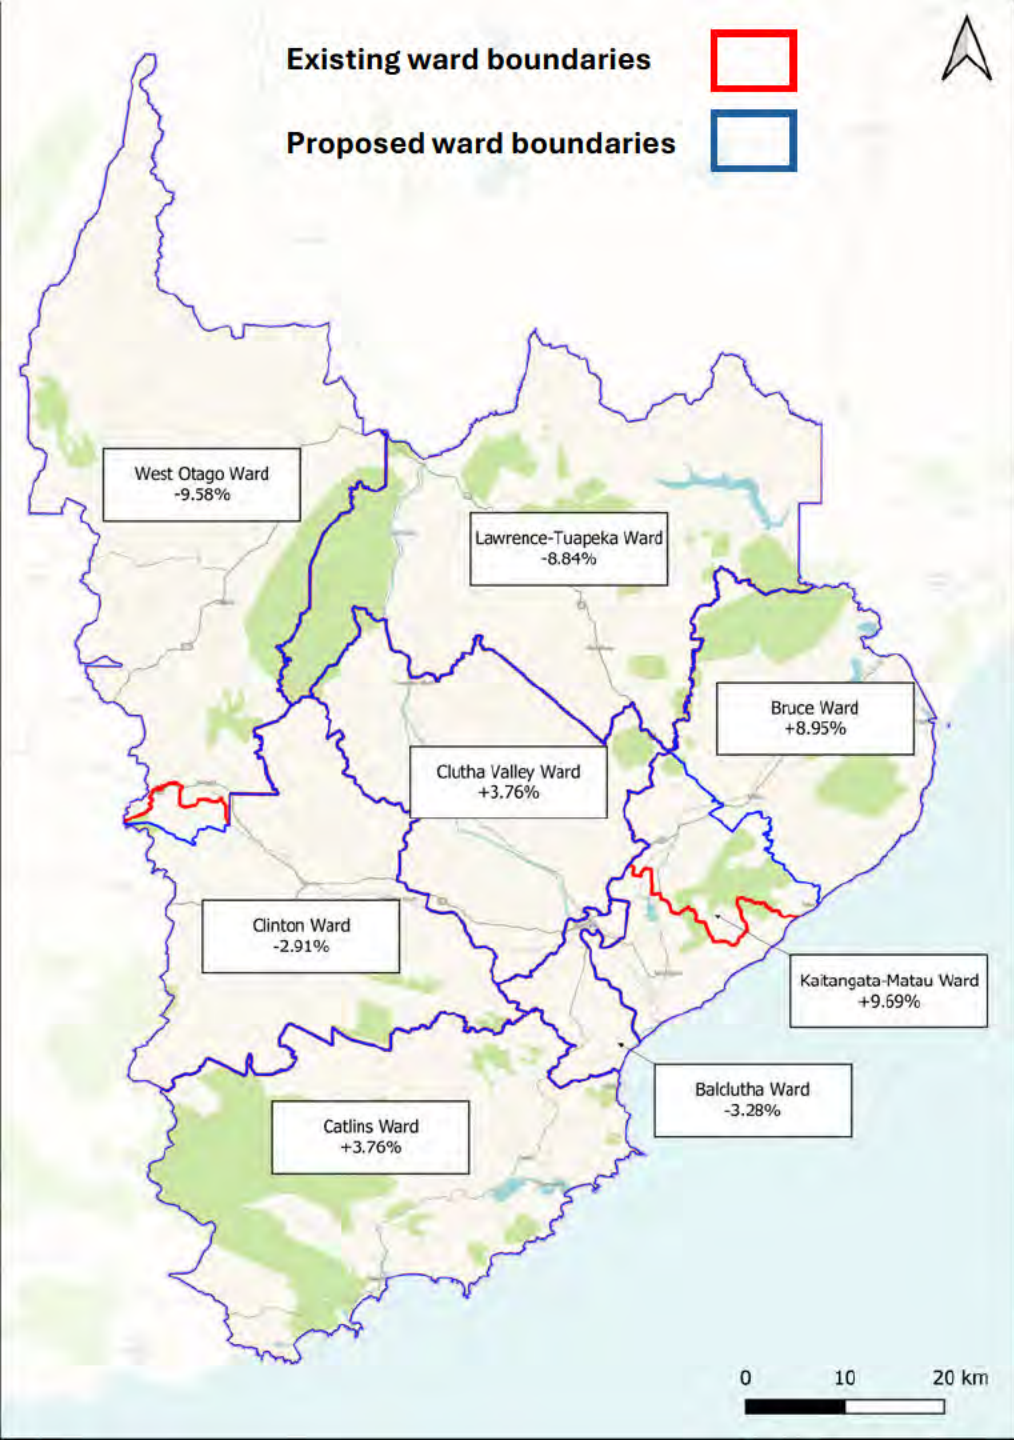 Existing ward boundaries
Proposed ward boundaries
West Otago Ward
-9.58%
Lawrence-Tuapeka Ward
-8.84%
Bruce Ward
+8.95%
Clutha Valley Ward
+3.76%
Clinton Ward
-2.91%
Kaitangata-Matau Ward
+9.69%
Balclutha Ward
-3.28%
Catlins Ward
+3.76%
0 10 20 km